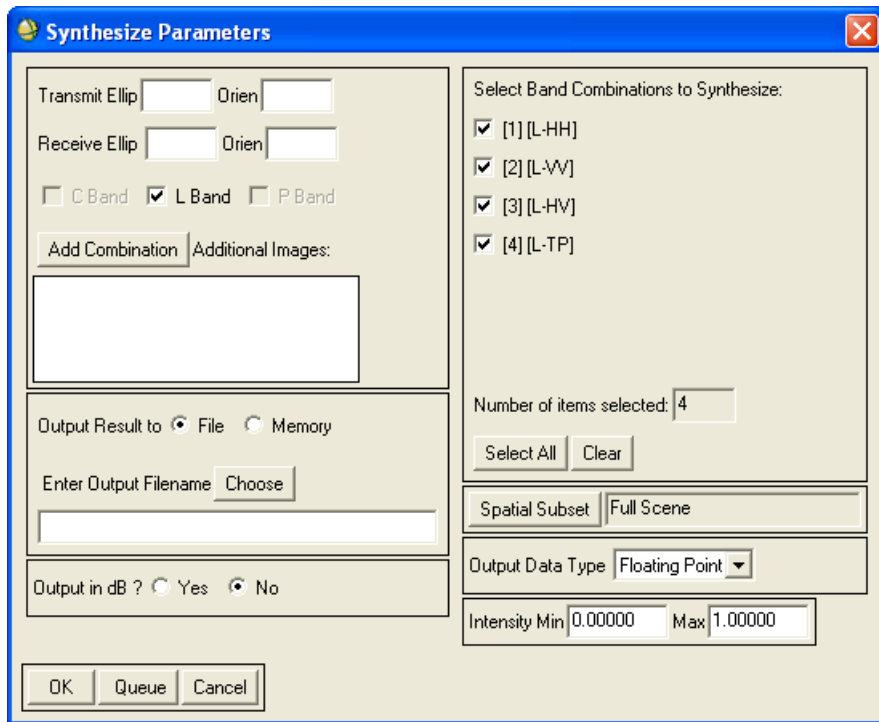 Synthesize Parameters
Transmit Ellip Orien
Receive Ellip Orien
C Band L Band P Band
Add Combination Additional Images:
Output Result to File Memory
Enter Output Filename Choose
Output in dB ? Yes No
OK Queue Cancel
Select Band Combinations to Synthesize:
[1] [L-HH]
[2] [L-VV]
[3] [L-HV]
[4] [L-TP]
Number of items selected: 4
Select All Clear
Spatial Subset Full Scene
Output Data Type Floating Point
Intensity Min 0.00000 Max 1.00000